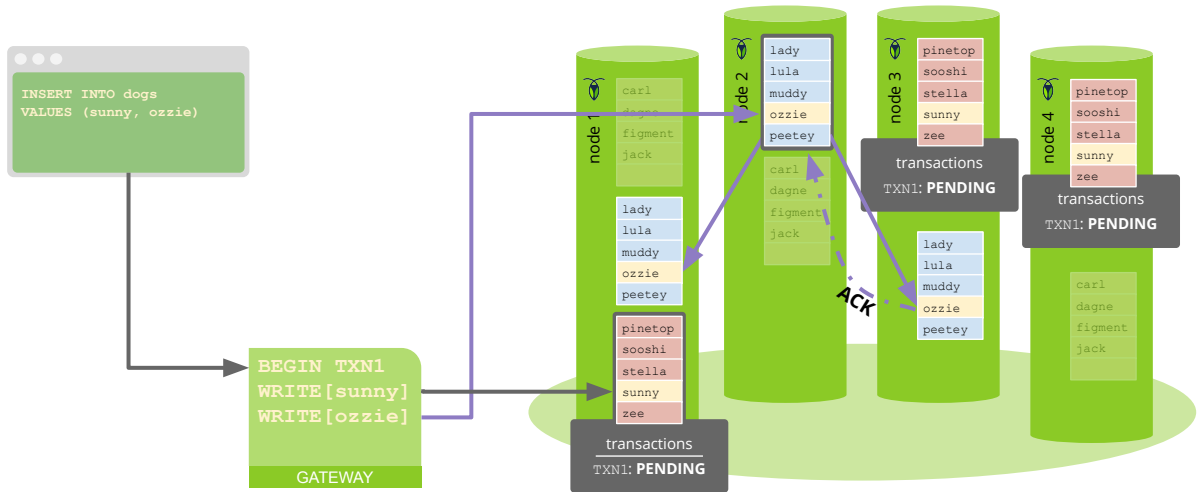 INSERT INTO dogs
VALUES (sunny, ozzie)
BEGIN TXN1
WRITE[sunny]
WRITE[ozzie]
GATEWAY
node 1
carl
dagne
figment
jack
lady
lula
muddy
ozzie
peetey
pinetop
sooshi
stella
sunny
zee
transactions
TXN1: PENDING
node 2
lady
lula
muddy
ozzie
peetey
carl
dagne
figment
jack
ACK
node 3
pinetop
sooshi
stella
sunny
zee
transactions
TXN1: PENDING
lady
lula
muddy
ozzie
peetey
node 4
pinetop
sooshi
stella
sunny
zee
transactions
TXN1: PENDING
carl
dagne
figment
jack